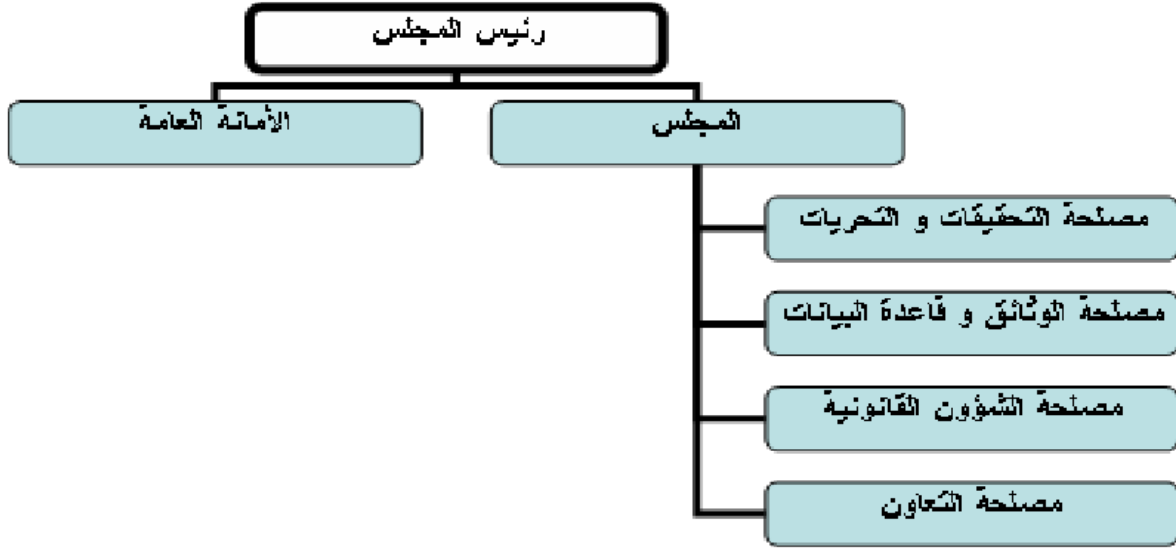 رئيس المجلس
المجلس
الأمانة العامة
مصلحة التحقيقات و التحريات
مصلحة الوثائق و قاعدة البيانات
مصلحة الشؤون القانونية
مصلحة التعاون